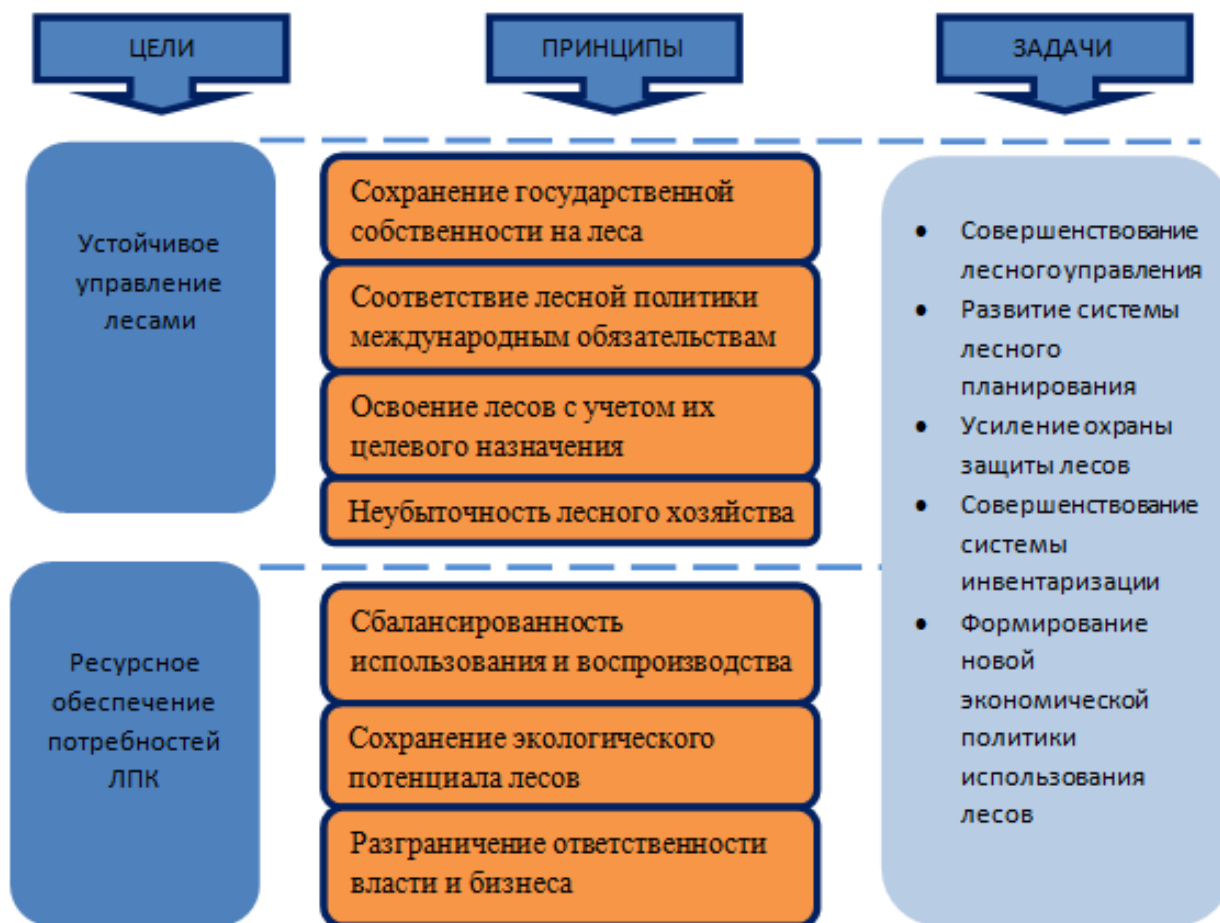 ЦЕЛИ
ПРИНЦИПЫ
ЗАДАЧИ
Устойчивое
управление
лесами
Ресурсное
обеспечение
потребностей
ЛПК
Сохранение государственной
собственности на леса
Соответствие лесной политики
международным обязательствам
Освоение лесов с учетом их
целевого назначения
Неубыточность лесного хозяйства
Сбалансированность
использования и воспроизводства
Сохранение экологического
потенциала лесов
Разграничение ответственности
власти и бизнеса
• Совершенствование
лесного управления
• Развитие системы
лесного
планирования
• Усиление охраны
защиты лесов
• Совершенствование
системы
инвентаризации
• Формирование
новой
экономической
политики
использования
лесов